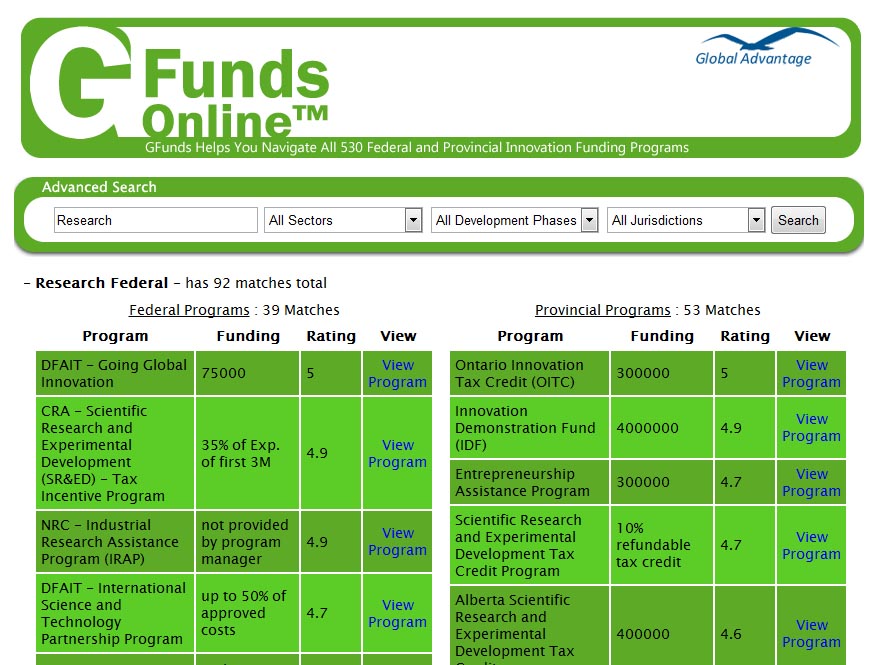 G Funds
Online™
Global Advantage
GFunds Helps You Navigate All 530 Federal and Provincial Innovation Funding Programs
Advanced Search
Research All Sectors All Development Phases All Jurisdictions Search
- Research Federal - has 92 matches total
Federal Programs : 39 Matches
Program Funding Rating View
DFAIT - Going Global
Innovation
75000
5
View
Program
CRA - Scientific
Research and
Experimental
Development
(SR&ED) - Tax
Incentive Program
35% of Exp.
of first 3M
4.9
View
Program
NRC - Industrial
Research Assistance
Program (IRAP)
not provided
by program
manager
4.9
View
Program
DFAIT - International
Science and
Technology
Partnership Program
up to 50% of
approved
costs
4.7
View
Program
Provincial Programs : 53 Matches
Program Funding Rating View
Ontario Innovation
Tax Credit (OITC)
300000
5
View
Program
Innovation
Demonstration Fund
(IDF)
4000000
4.9
View
Program
Entrepreneurship
Assistance Program
300000
4.7
View
Program
Scientific Research
and Experimental
Development Tax
Credit Program
10%
refundable
tax credit
4.7
View
Program
Alberta Scientific
Research and
Experimental
Development Tax
400000
4.6
View
Program